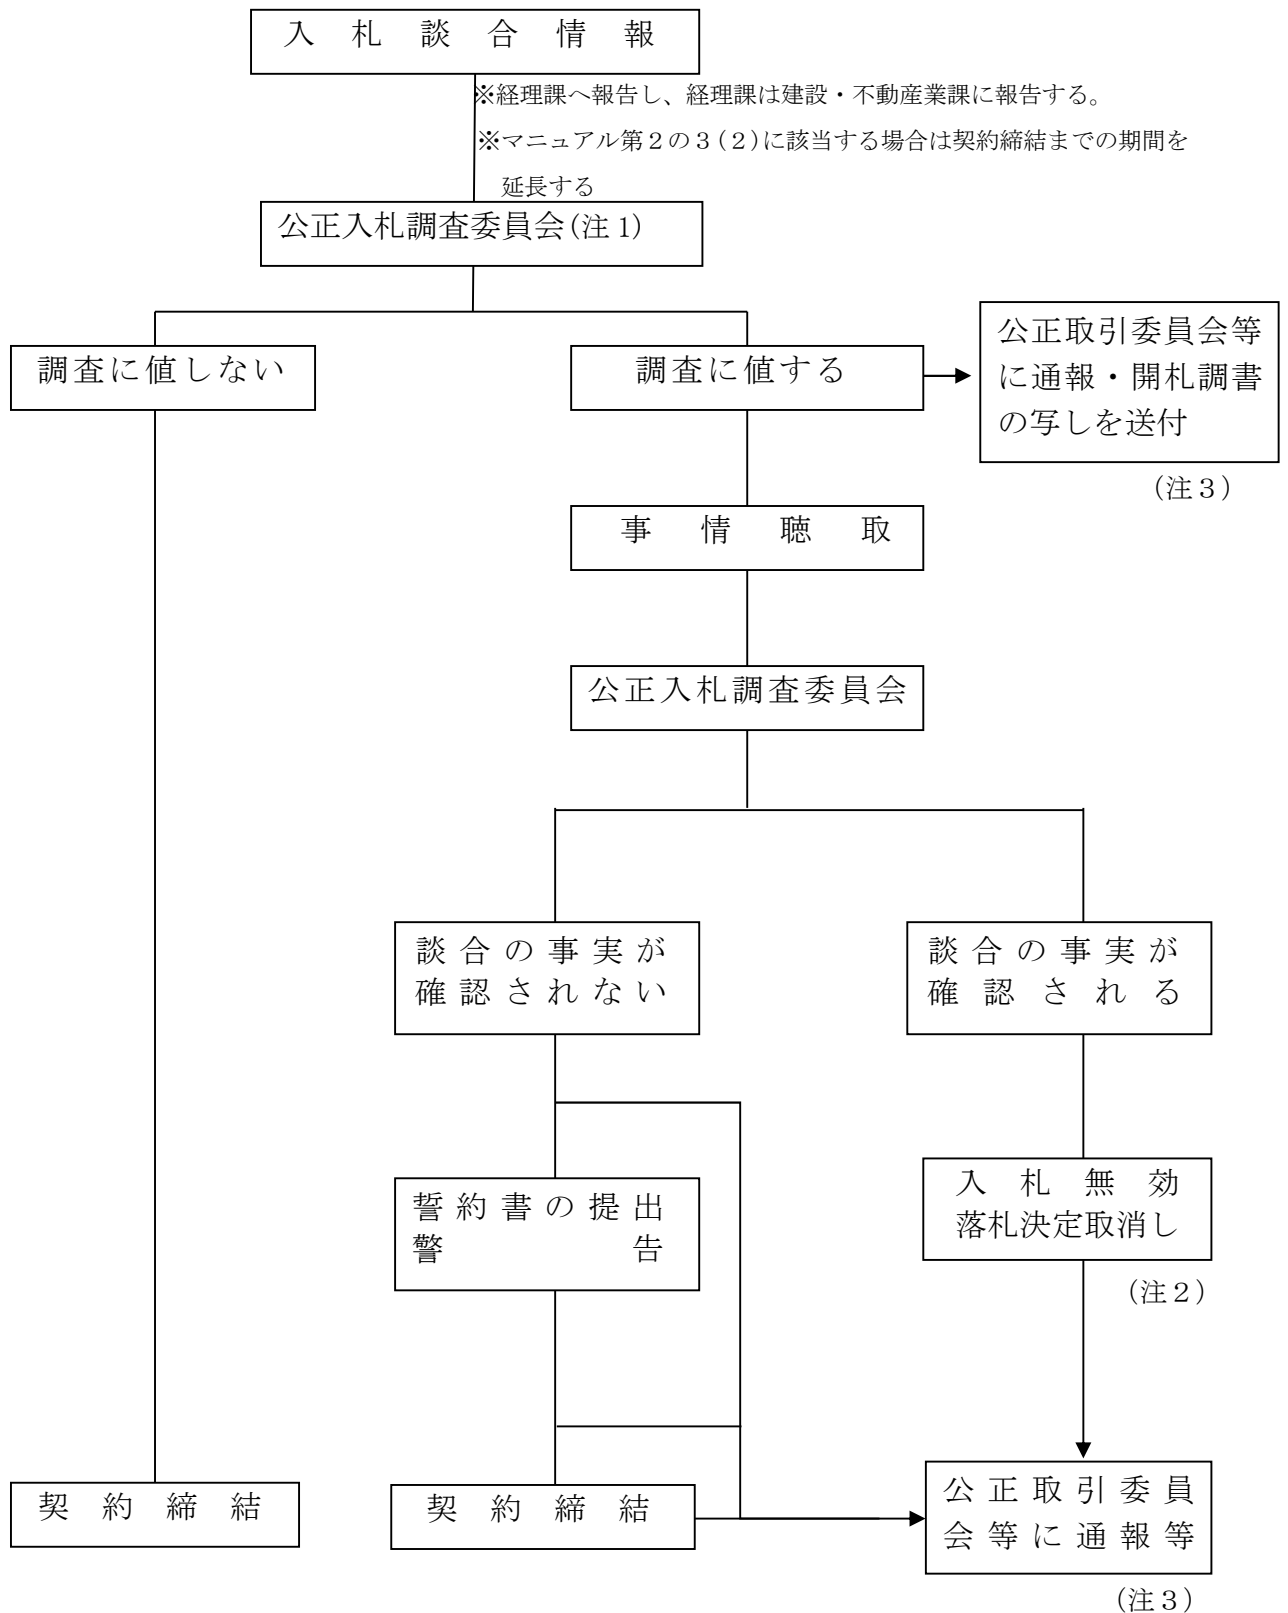 入札談合情報
※経理課へ報告し、経理課は建設・不動産業課に報告する。
※マニュアル第２の３(２)に該当する場合は契約締結までの期間を
延長する
公正入札調査委員会(注1)
調査に値しない
調査に値する
公正取引委員会等
に通報・開札調書
の写しを送付
（注３）
事情聴取
公正入札調査委員会
談合の事実が
確認されない
談合の事実が
確認される
誓約書の提出
警告
入札無効
落札決定取消し
（注２）
契約締結
契約締結
公正取引委員
会等に通報等
（注３）